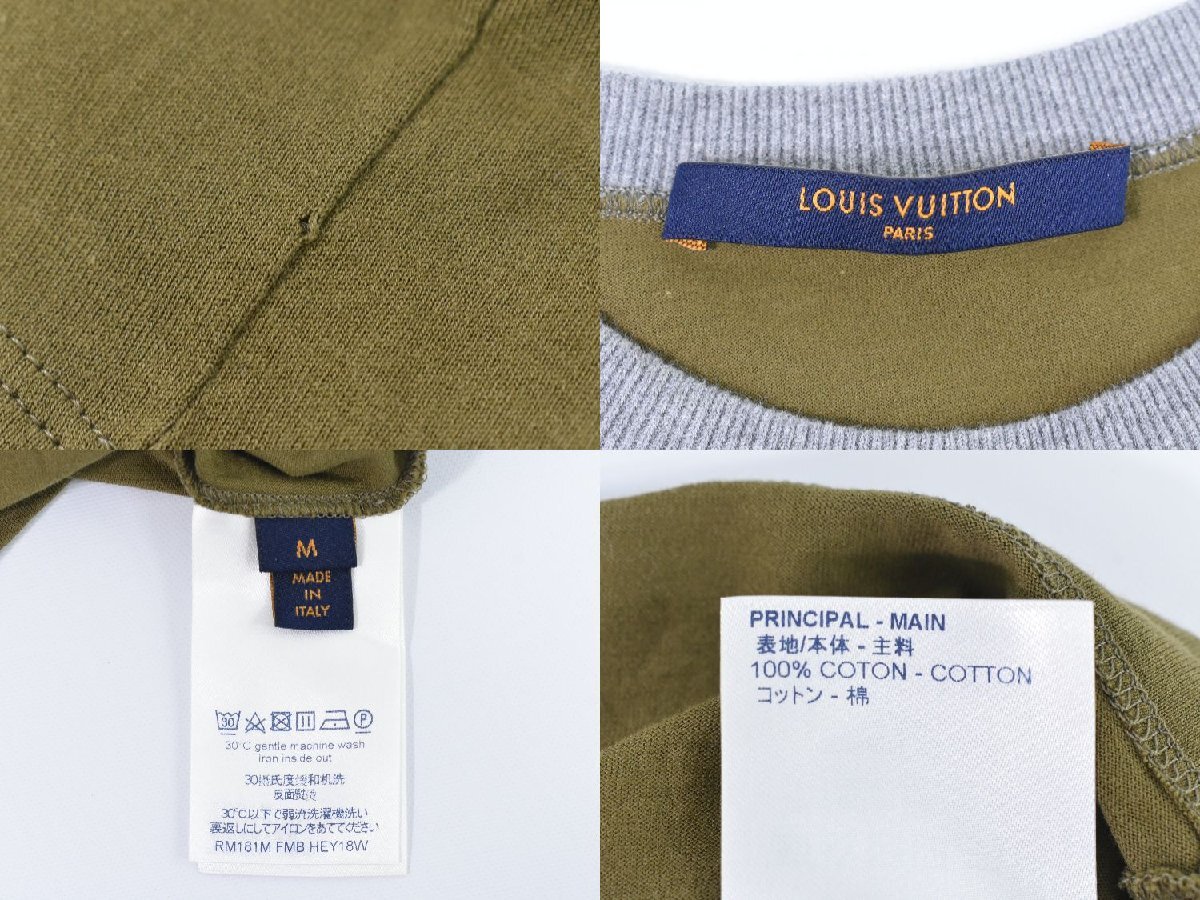 LOUIS VUITTON
PARIS
M
MADE
IN
ITALY
30
P
30°C gentle machine wash
iron inside out
30摄氏度缓和机洗
反面熨烫
30℃以下で弱流洗濯機洗い
裏返しにしてアイロンをあててください
RM181M FMB HEY18W
PRINCIPAL - MAIN
表地/本体 - 主料
100% COTON - COTTON
コットン - 棉